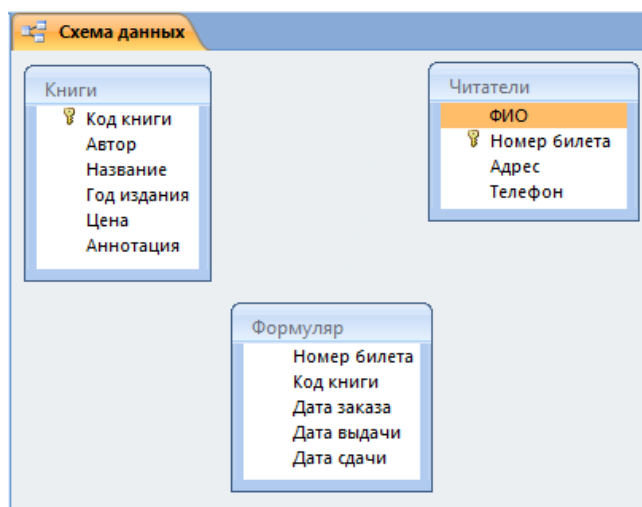 Схема данных
Книги
Код книги
Автор
Название
Год издания
Цена
Аннотация
Читатели
ФИО
Номер билета
Адрес
Телефон
Формуляр
Номер билета
Код книги
Дата заказа
Дата выдачи
Дата сдачи